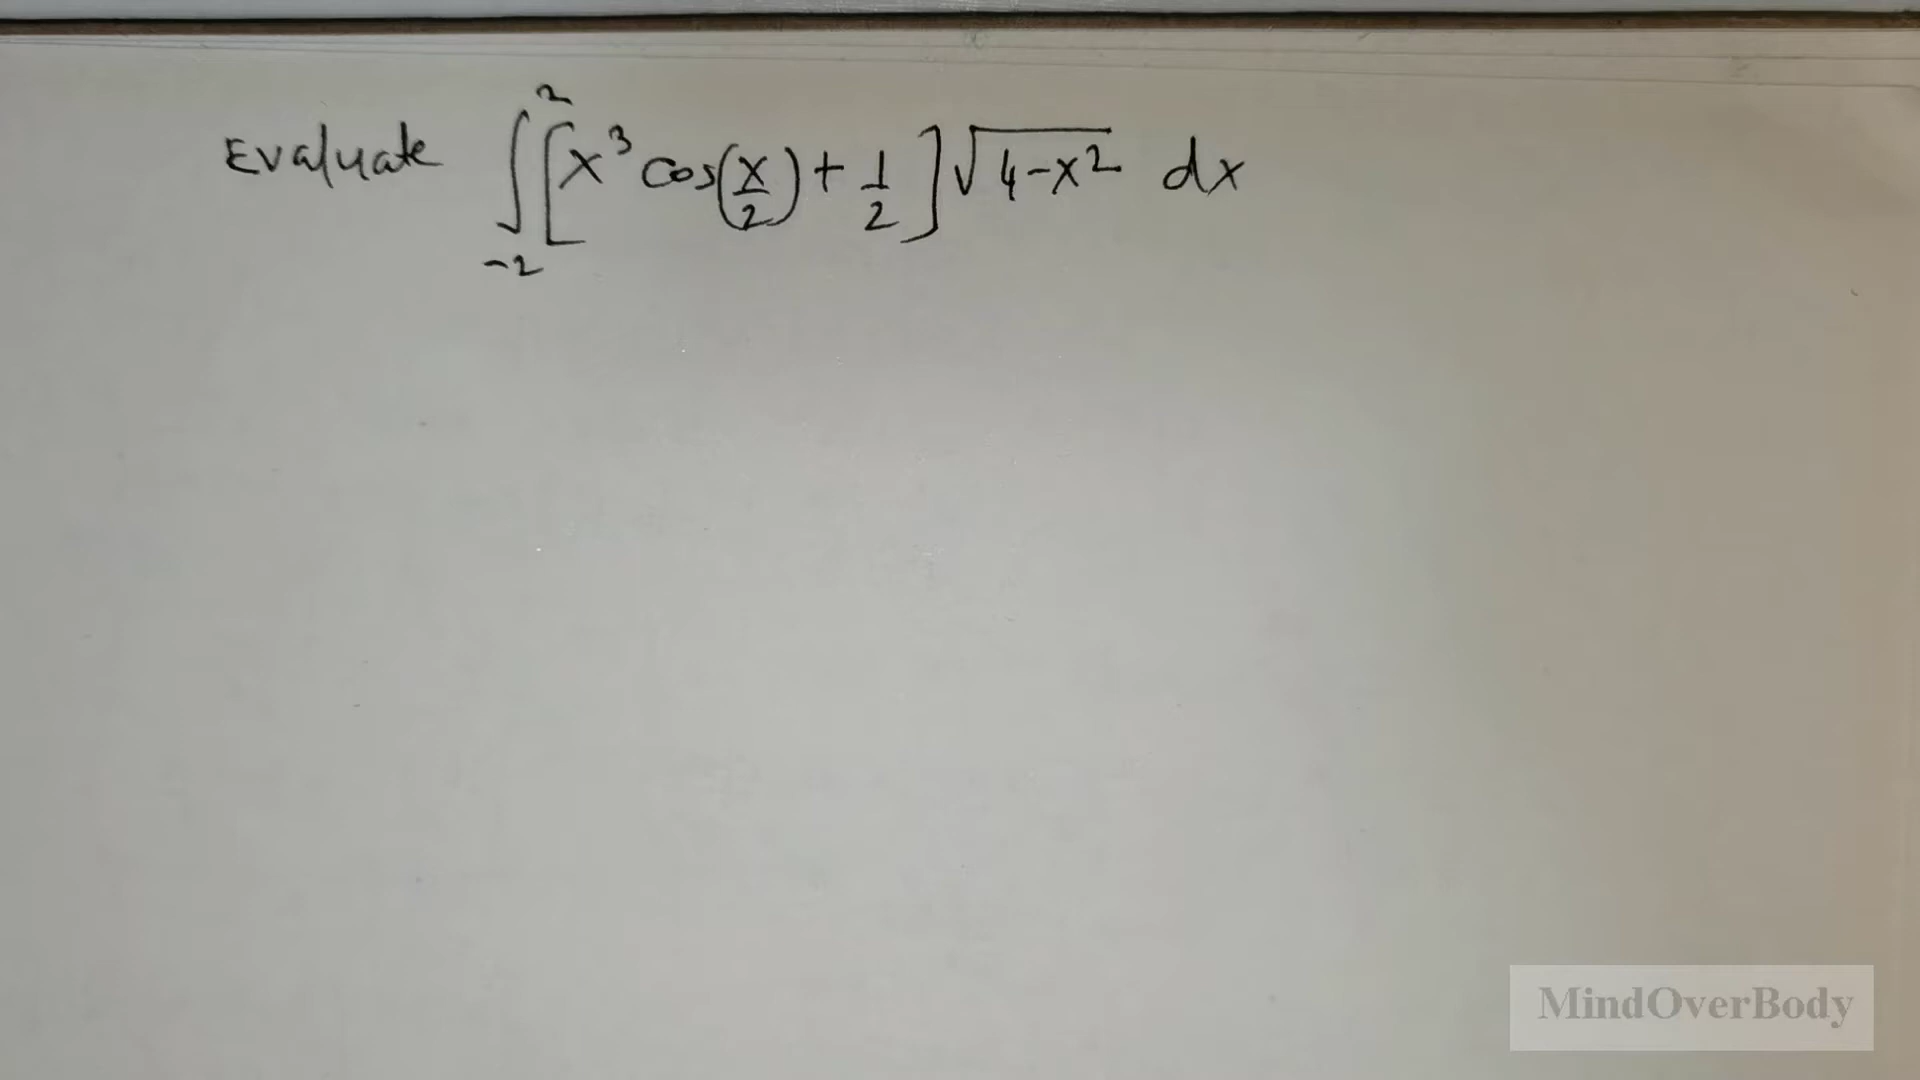 Evaluate ∫_{-2}^{2} [x³ cos(x/2) + 1/2] √(4-x²) dx
MindOverBody